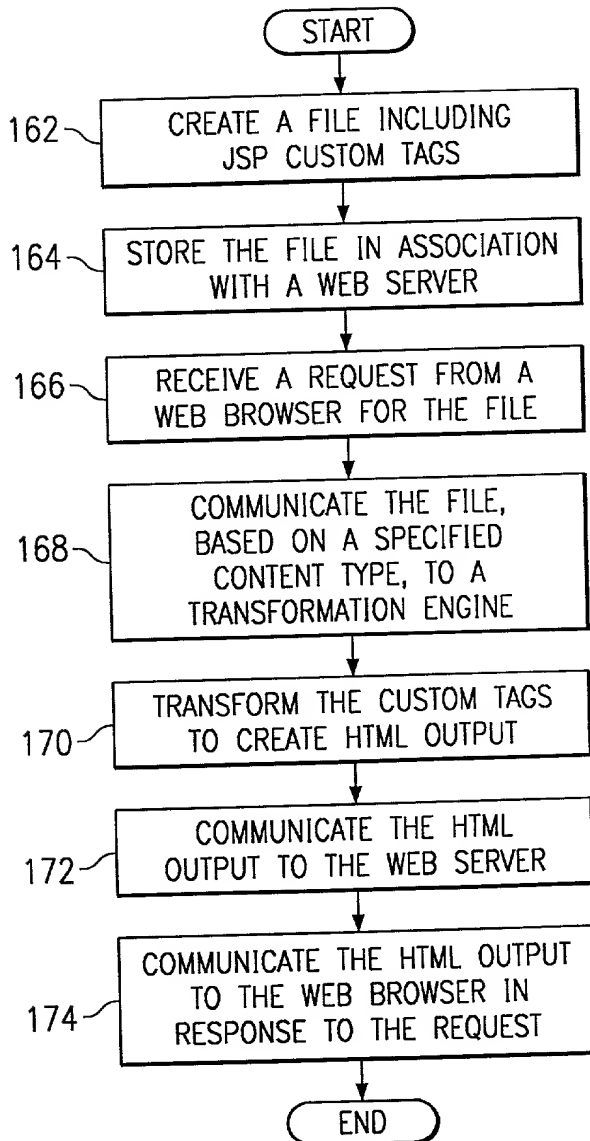 START
162
CREATE A FILE INCLUDING
JSP CUSTOM TAGS
164
STORE THE FILE IN ASSOCIATION
WITH A WEB SERVER
166
RECEIVE A REQUEST FROM A
WEB BROWSER FOR THE FILE
168
COMMUNICATE THE FILE,
BASED ON A SPECIFIED
CONTENT TYPE, TO A
TRANSFORMATION ENGINE
170
TRANSFORM THE CUSTOM TAGS
TO CREATE HTML OUTPUT
172
COMMUNICATE THE HTML
OUTPUT TO THE WEB SERVER
174
COMMUNICATE THE HTML OUTPUT
TO THE WEB BROWSER IN
RESPONSE TO THE REQUEST
END